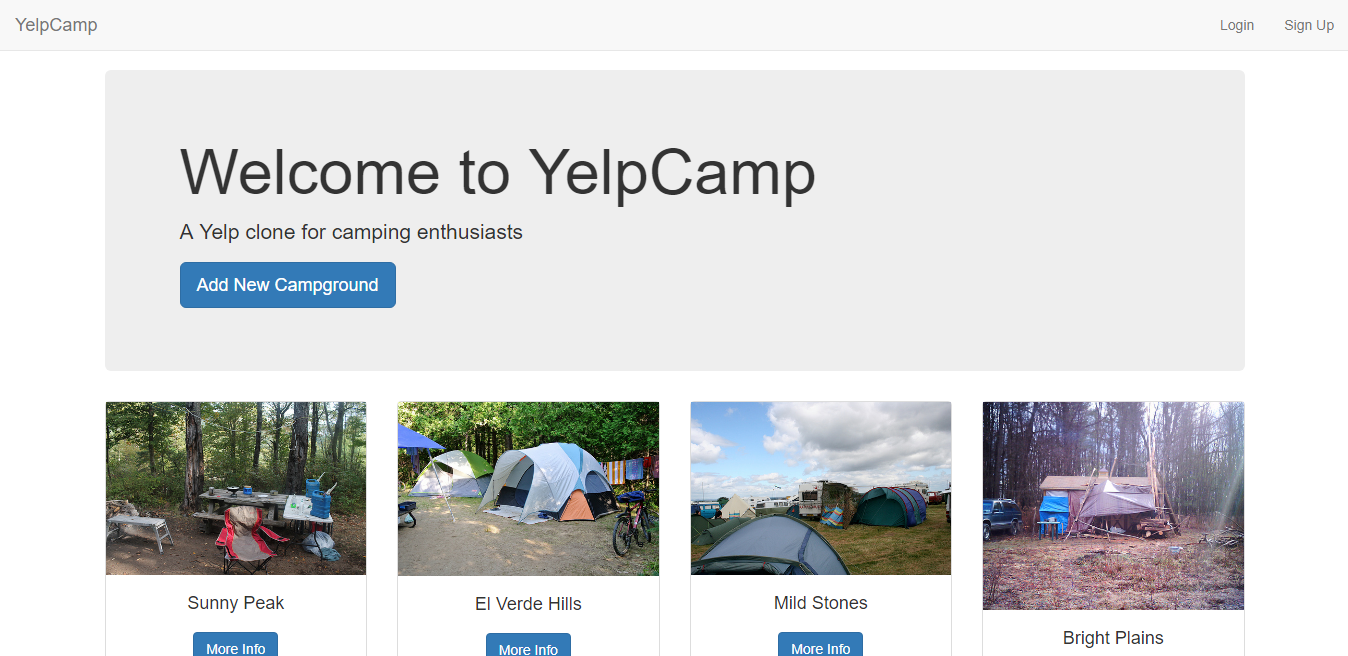 YelpCamp
Login
Sign Up
Welcome to YelpCamp
A Yelp clone for camping enthusiasts
Add New Campground
Sunny Peak
El Verde Hills
Mild Stones
Bright Plains
More Info
More Info
More Info